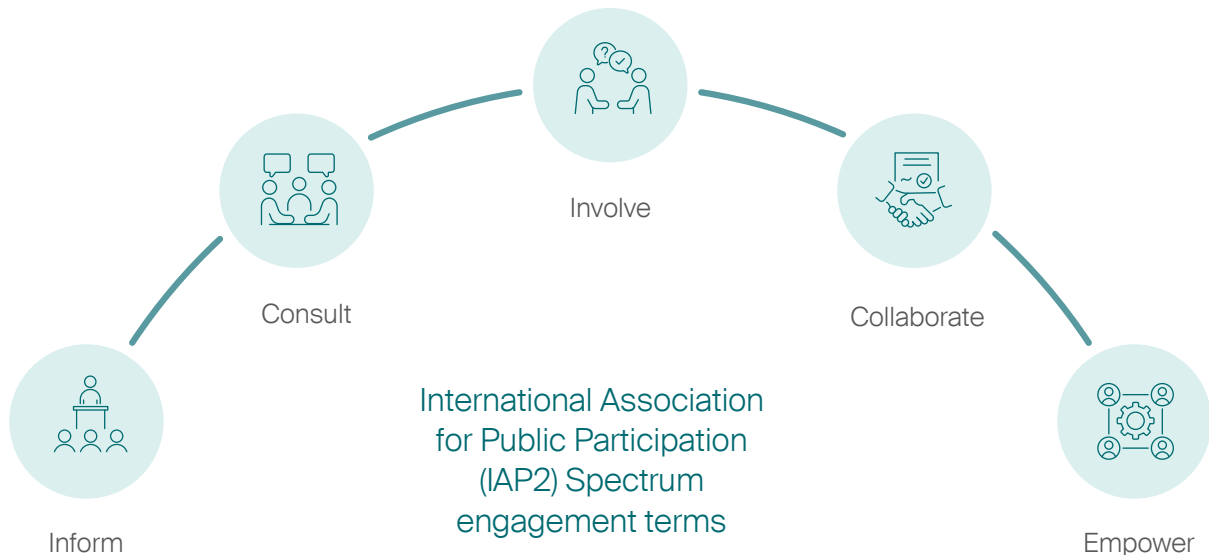 Inform
Consult
Involve
Collaborate
Empower
International Association
for Public Participation
(IAP2) Spectrum
engagement terms